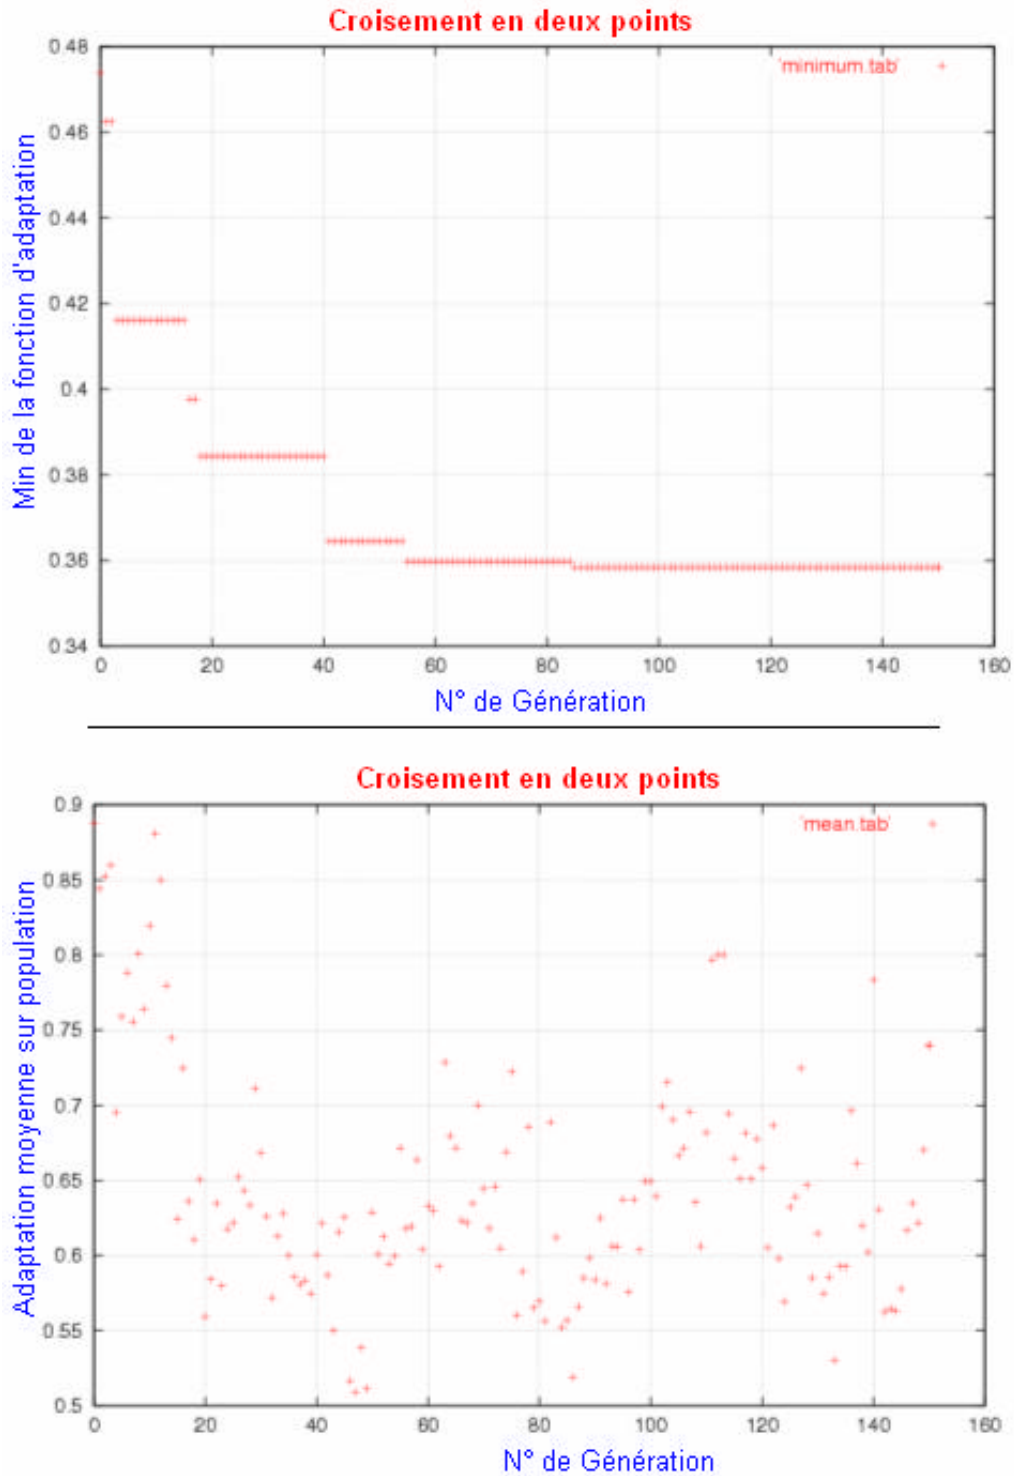 Croisement en deux points
0.48
'minimum.tab'
0.46
0.44
0.42
0.4
0.38
0.36
0.34
Min de la fonction d'adaptation
0 20 40 60 80 100 120 140 160
N° de Génération
Croisement en deux points
0.9
'mean.tab'
0.85
0.8
0.75
0.7
0.65
0.6
0.55
0.5
Adaptation moyenne sur population
0 20 40 60 80 100 120 140 160
N° de Génération